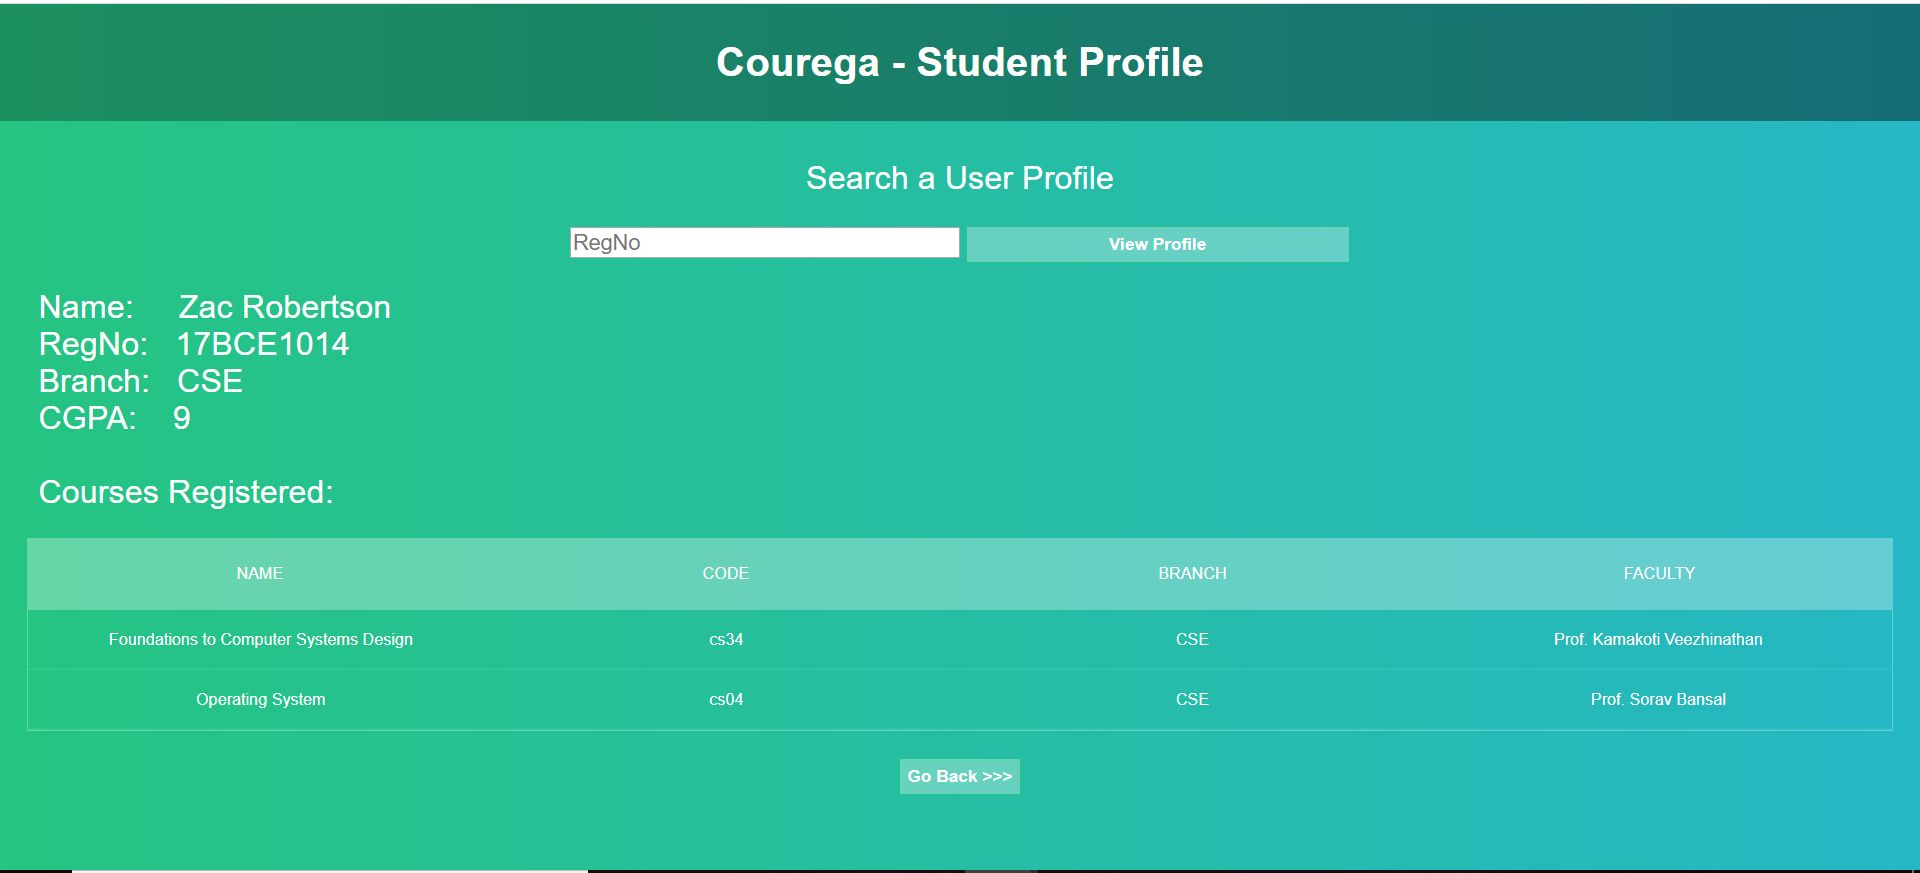 Courega - Student Profile
Search a User Profile
RegNo View Profile
Name: Zac Robertson
RegNo: 17BCE1014
Branch: CSE
CGPA: 9
Courses Registered:
NAME CODE BRANCH FACULTY
Foundations to Computer Systems Design cs34 CSE Prof. Kamakoti Veezhinathan
Operating System cs04 CSE Prof. Sorav Bansal
Go Back >>>